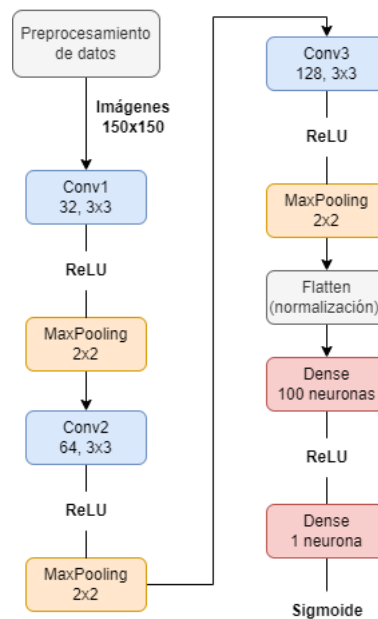 Preprocesamiento
de datos
Imágenes
150x150
Conv1
32, 3x3
ReLU
MaxPooling
2x2
Conv2
64, 3x3
ReLU
MaxPooling
2x2
Conv3
128, 3x3
ReLU
MaxPooling
2x2
Flatten
(normalización)
Dense
100 neuronas
ReLU
Dense
1 neurona
Sigmoide